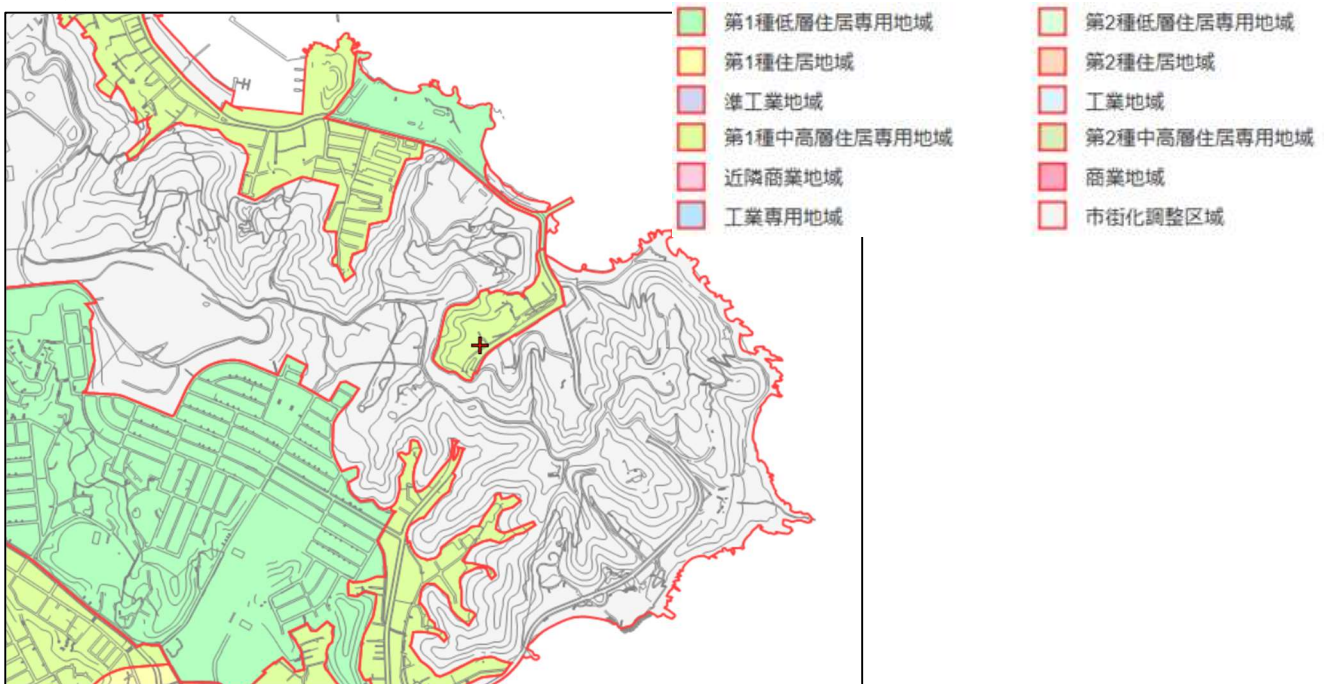 第1種低層住居専用地域
第2種低層住居専用地域
第1種住居地域
第2種住居地域
準工業地域
工業地域
第1種中高層住居専用地域
第2種中高層住居専用地域
近隣商業地域
商業地域
工業専用地域
市街化調整区域